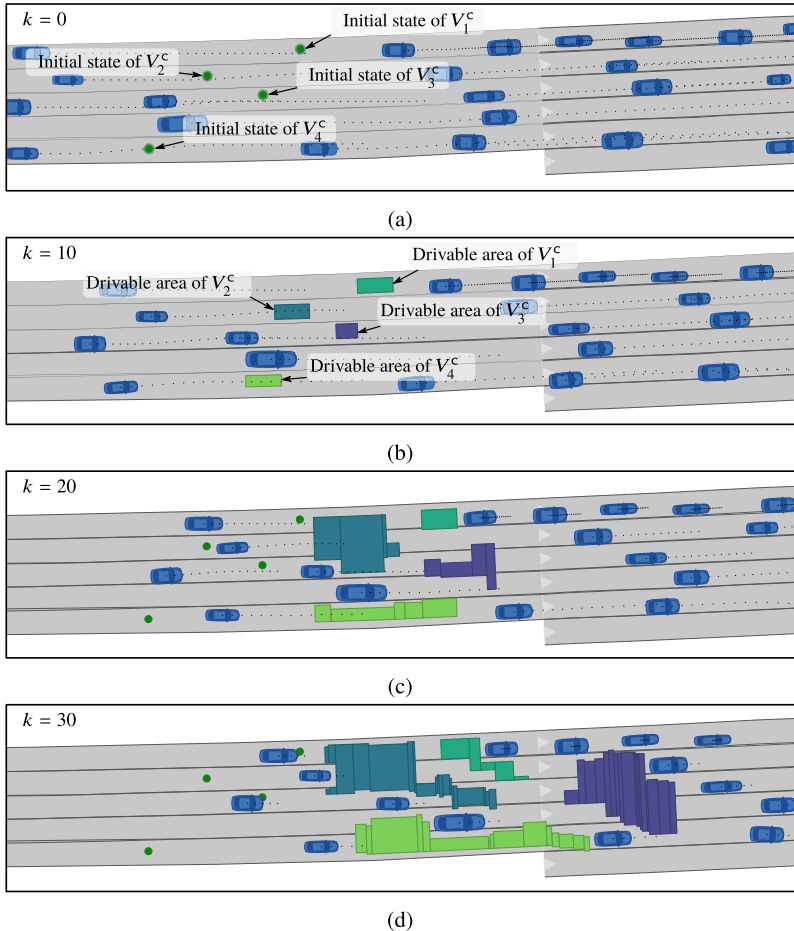 k = 0
Initial state of V₁ᶜ
Initial state of V₂ᶜ
Initial state of V₃ᶜ
Initial state of V₄ᶜ
(a)
k = 10
Drivable area of V₁ᶜ
Drivable area of V₂ᶜ
Drivable area of V₃ᶜ
Drivable area of V₄ᶜ
(b)
k = 20
(c)
k = 30
(d)